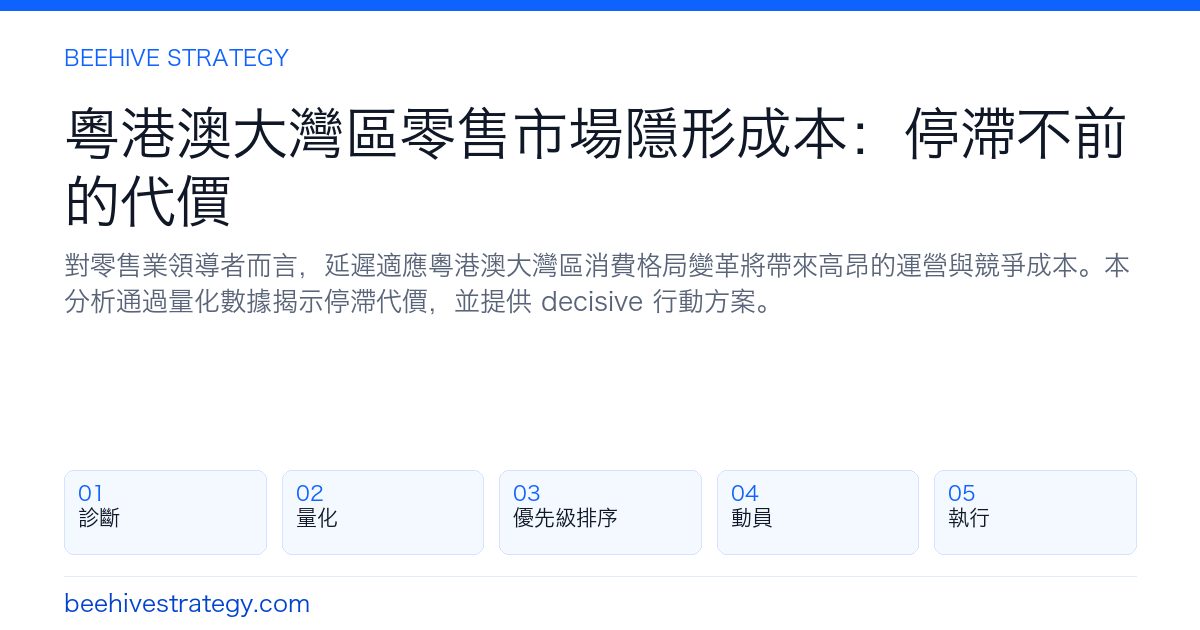 BEEHIVE STRATEGY
粵港澳大灣區零售市場隱形成本：停滯不前
的代價
對零售業領導者而言，延遲適應粵港澳大灣區消費格局變革將帶來高昂的運營與競爭成本。本
分析通過量化數據揭示停滯代價，並提供 decisive 行動方案。
01
診斷
02
量化
03
優先級排序
04
動員
05
執行
beehivestrategy.com